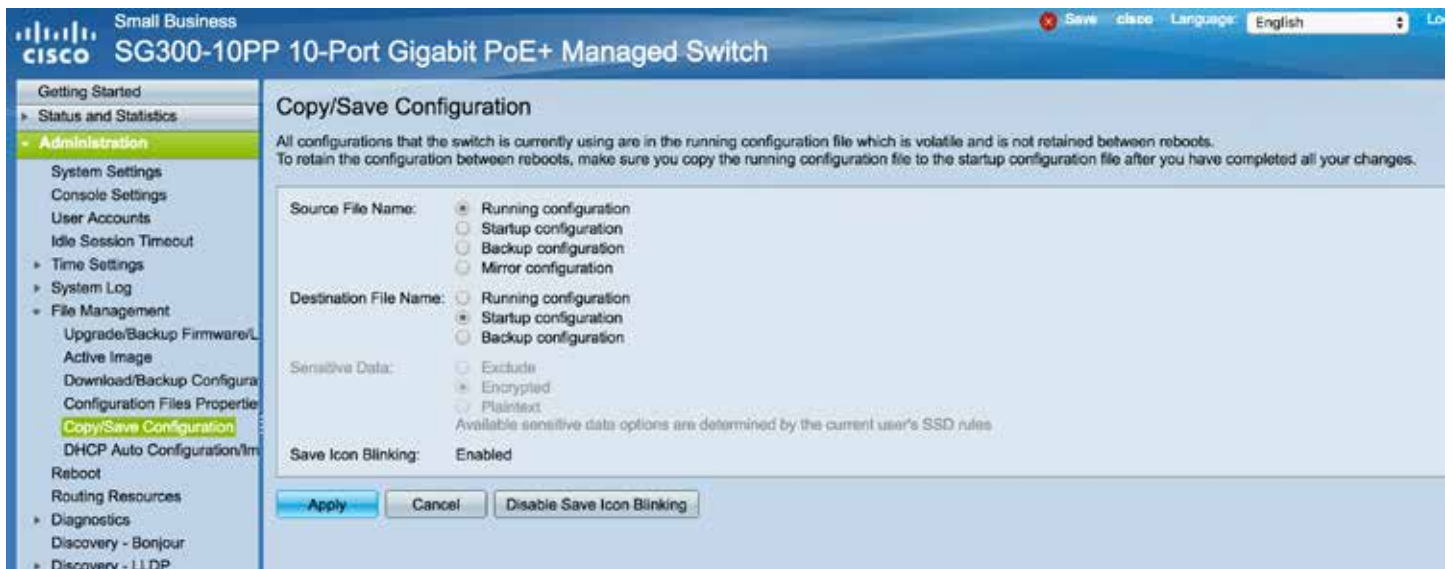 Small Business
cisco SG300-10PP 10-Port Gigabit PoE+ Managed Switch
Save cisco Language: English Lo
Getting Started
Status and Statistics
Administration
System Settings
Console Settings
User Accounts
Idle Session Timeout
Time Settings
System Log
File Management
Upgrade/Backup Firmware/L
Active Image
Download/Backup Configura
Configuration Files Propertie
Copy/Save Configuration
DHCP Auto Configuration/Im
Reboot
Routing Resources
Diagnostics
Discovery - Bonjour
Discovery - LLDP
Copy/Save Configuration
All configurations that the switch is currently using are in the running configuration file which is volatile and is not retained between reboots.
To retain the configuration between reboots, make sure you copy the running configuration file to the startup configuration file after you have completed all your changes.
Source File Name: Running configuration
Startup configuration
Backup configuration
Mirror configuration
Destination File Name: Running configuration
Startup configuration
Backup configuration
Sensitive Data: Exclude
Encrypted
Plaintext
Available sensitive data options are determined by the current user's SSD rules
Save Icon Blinking: Enabled
Apply Cancel Disable Save Icon Blinking